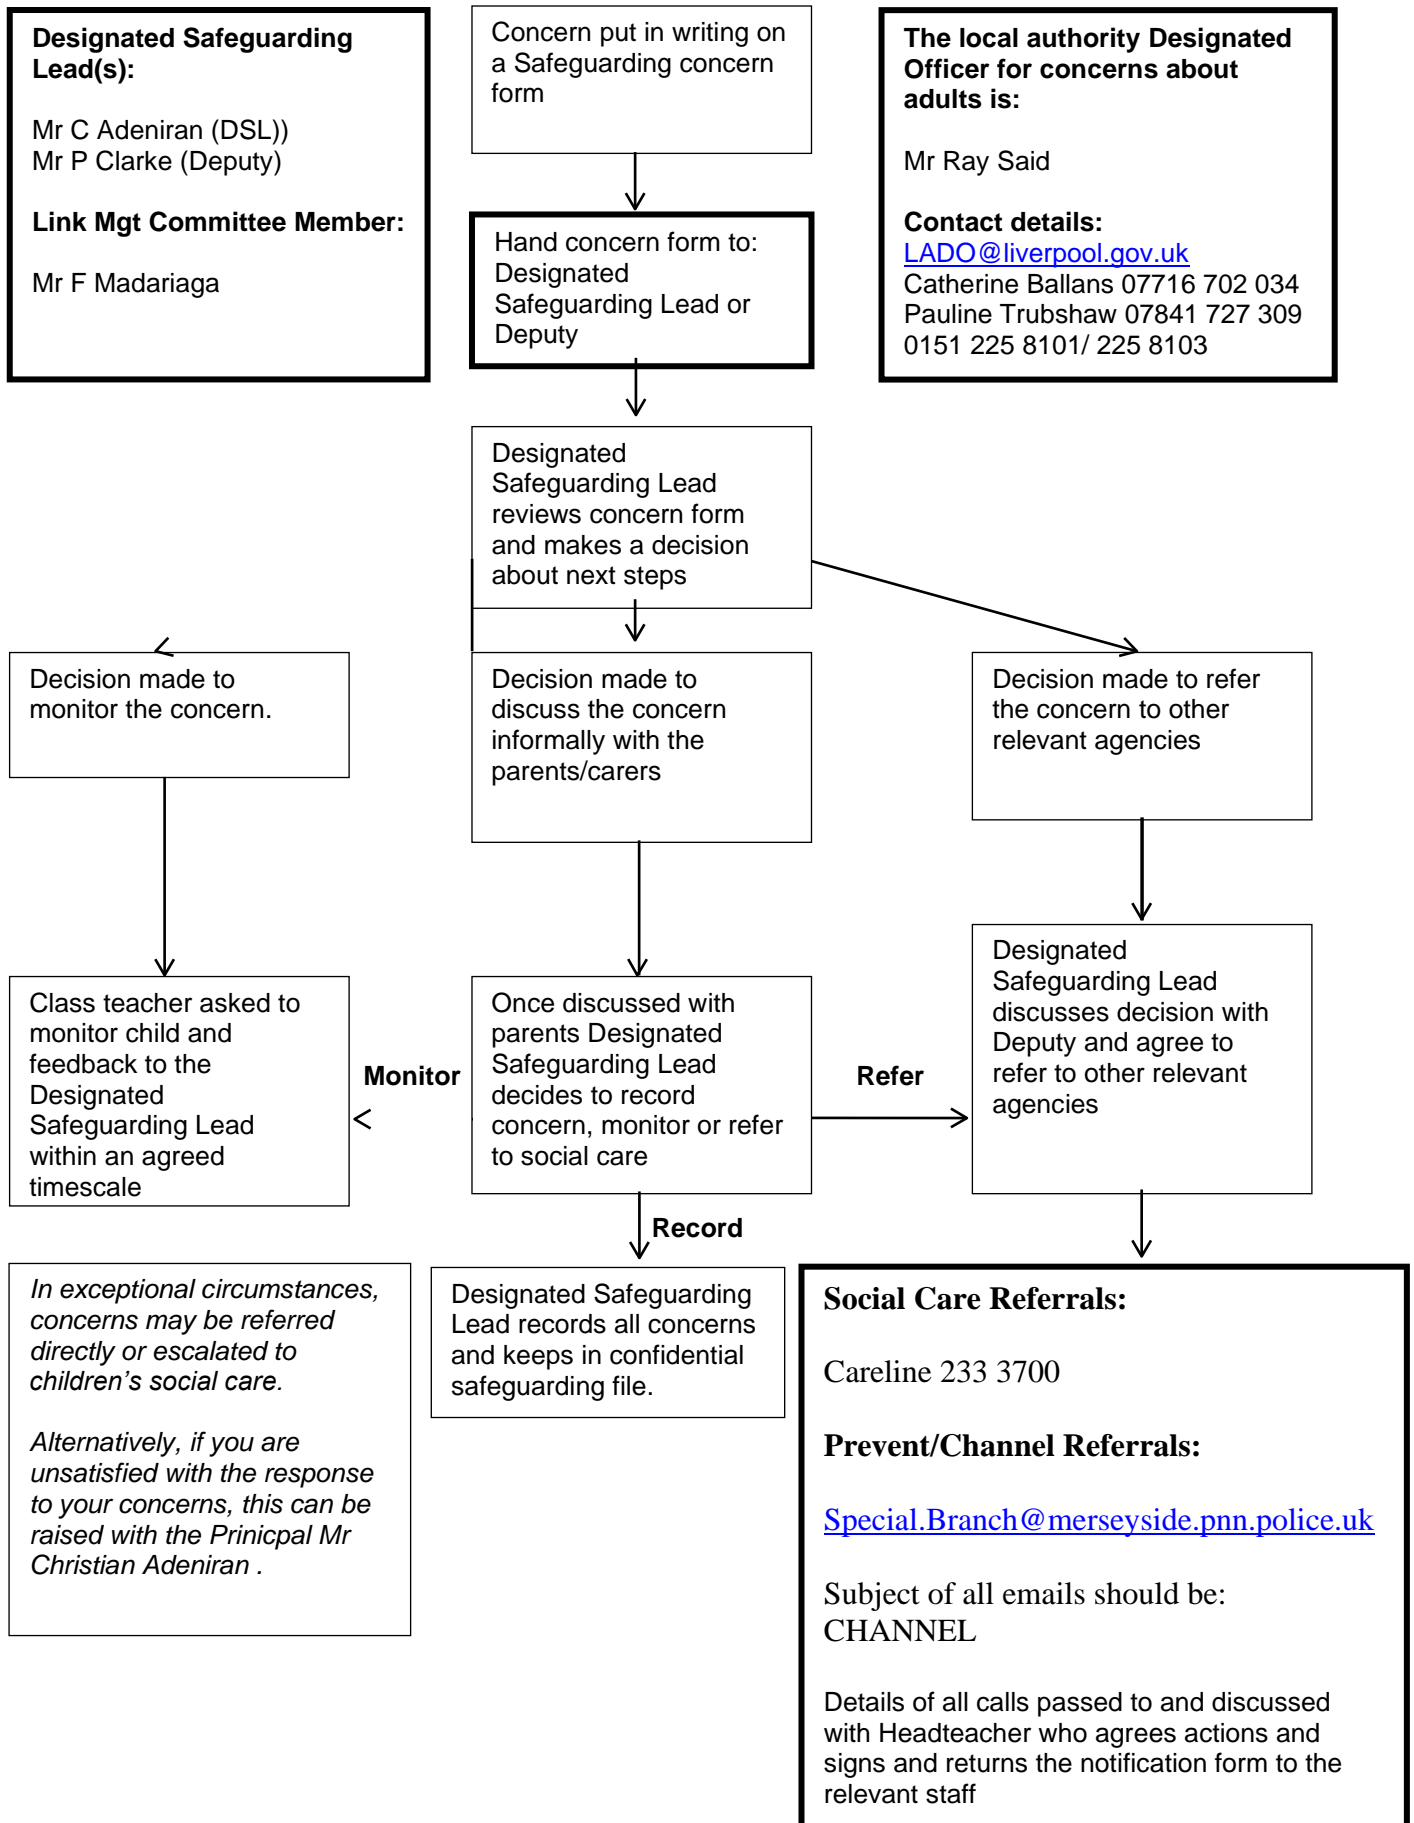 Designated Safeguarding
Lead(s):
Mr C Adeniran (DSL))
Mr P Clarke (Deputy)
Link Mgt Committee Member:
Mr F Madariaga
Concern put in writing on
a Safeguarding concern
form
The local authority Designated
Officer for concerns about
adults is:
Mr Ray Said
Contact details:
LADO@liverpool.gov.uk
Catherine Ballans 07716 702 034
Pauline Trubshaw 07841 727 309
0151 225 8101/ 225 8103
Hand concern form to:
Designated
Safeguarding Lead or
Deputy
Designated
Safeguarding Lead
reviews concern form
and makes a decision
about next steps
Decision made to
monitor the concern.
Decision made to
discuss the concern
informally with the
parents/carers
Decision made to refer
the concern to other
relevant agencies
Class teacher asked to
monitor child and
feedback to the
Designated
Safeguarding Lead
within an agreed
timescale
Monitor
Once discussed with
parents Designated
Safeguarding Lead
decides to record
concern, monitor or refer
to social care
Refer
Designated
Safeguarding Lead
discusses decision with
Deputy and agree to
refer to other relevant
agencies
Record
In exceptional circumstances,
concerns may be referred
directly or escalated to
children’s social care.
Alternatively, if you are
unsatisfied with the response
to your concerns, this can be
raised with the Prinicpal Mr
Christian Adeniran .
Designated Safeguarding
Lead records all concerns
and keeps in confidential
safeguarding file.
Social Care Referrals:
Careline 233 3700
Prevent/Channel Referrals:
Special.Branch@merseyside.pnn.police.uk
Subject of all emails should be:
CHANNEL
Details of all calls passed to and discussed
with Headteacher who agrees actions and
signs and returns the notification form to the
relevant staff